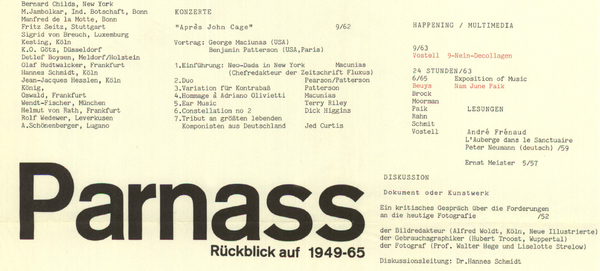 Bernard Childs, New York
M.Jambolkar, Ind. Botschaft, Bonn
Manfred de la Motte, Bonn
Fritz Seitz, Stuttgart
Sigrid von Breuch, Luxemburg
Kesting, Köln
K.O. Götz, Düsseldorf
Detlef Boysen, Meldorf/Holstein
Olaf Hudtwalcker, Frankfurt
Hannes Schmidt, Köln
Jean-Jacques Hesslen, Köln
König,
Oswald, Frankfurt
Wendt-Fischer, München
Helmut von Rath, Frankfurt
Rolf Wedewer, Leverkusen
A.Schönenberger, Lugano
KONZERTE
"Après John Cage" 9/62
Vortrag: George Maciunas (USA)
Benjamin Patterson (USA,Paris)
1.Einführung: Neo-Dada in New York Macunias
(Chefredakteur der Zeitschrift Fluxus)
2.Duo Pearson/Patterson
3.Variation für Kontrabaß Patterson
4.Hommage á Adriano Olivietti Macunias
5.Ear Music Terry Riley
6.Constellation no 2 Dick Higgins
7.Tribut an größten lebenden
Komponisten aus Deutschland Jed Curtis
HAPPENING / MULTIMEDIA
9/63
Vostell 9-Nein-Decollagen
24 STUNDEN/63
6/65 Exposition of Music
Beuys Nam June Paik
Brock
Moorman
Paik LESUNGEN
Rahn
Schmit
Vostell André Frénaud
L'Auberge dans le Sanctuaire
Peter Neumann (deutsch) /59
Ernst Meister 5/57
DISKUSSION
Dokument oder Kunstwerk
Ein kritisches Gespräch über die Forderungen
an die heutige Fotografie /52
der Bildredakteur (Alfred Woldt, Köln, Neue Illustrierte)
der Gebrauchsgraphiker (Hubert Troost, Wuppertal)
der Fotograf (Prof. Walter Hege und Liselotte Strelow)
Diskussionsleitung: Dr.Hannes Schmidt
Parnass
Rückblick auf 1949-65